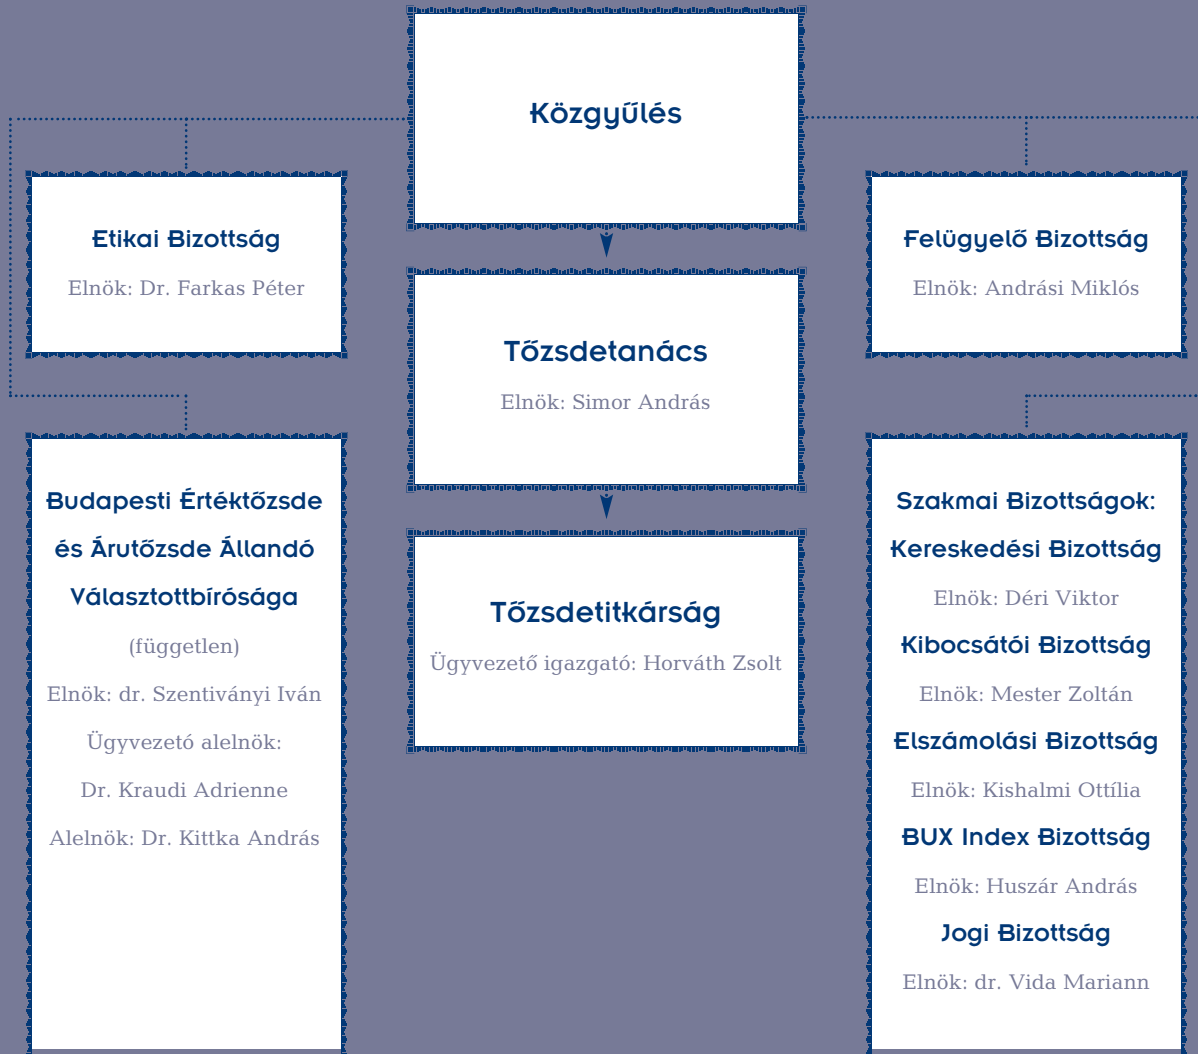 Közgyűlés
Etikai Bizottság
Elnök: Dr. Farkas Péter
Felügyelő Bizottság
Elnök: Andrási Miklós
Tőzsdetanács
Elnök: Simor András
Budapesti Értéktőzsde
és Árutőzsde Állandó
Választottbírósága
(független)
Elnök: dr. Szentiványi Iván
Ügyvezetó alelnök:
Dr. Kraudi Adrienne
Alelnök: Dr. Kittka András
Tőzsdetitkárság
Ügyvezető igazgató: Horváth Zsolt
Szakmai Bizottságok:
Kereskedési Bizottság
Elnök: Déri Viktor
Kibocsátói Bizottság
Elnök: Mester Zoltán
Elszámolási Bizottság
Elnök: Kishalmi Ottília
BUX Index Bizottság
Elnök: Huszár András
Jogi Bizottság
Elnök: dr. Vida Mariann